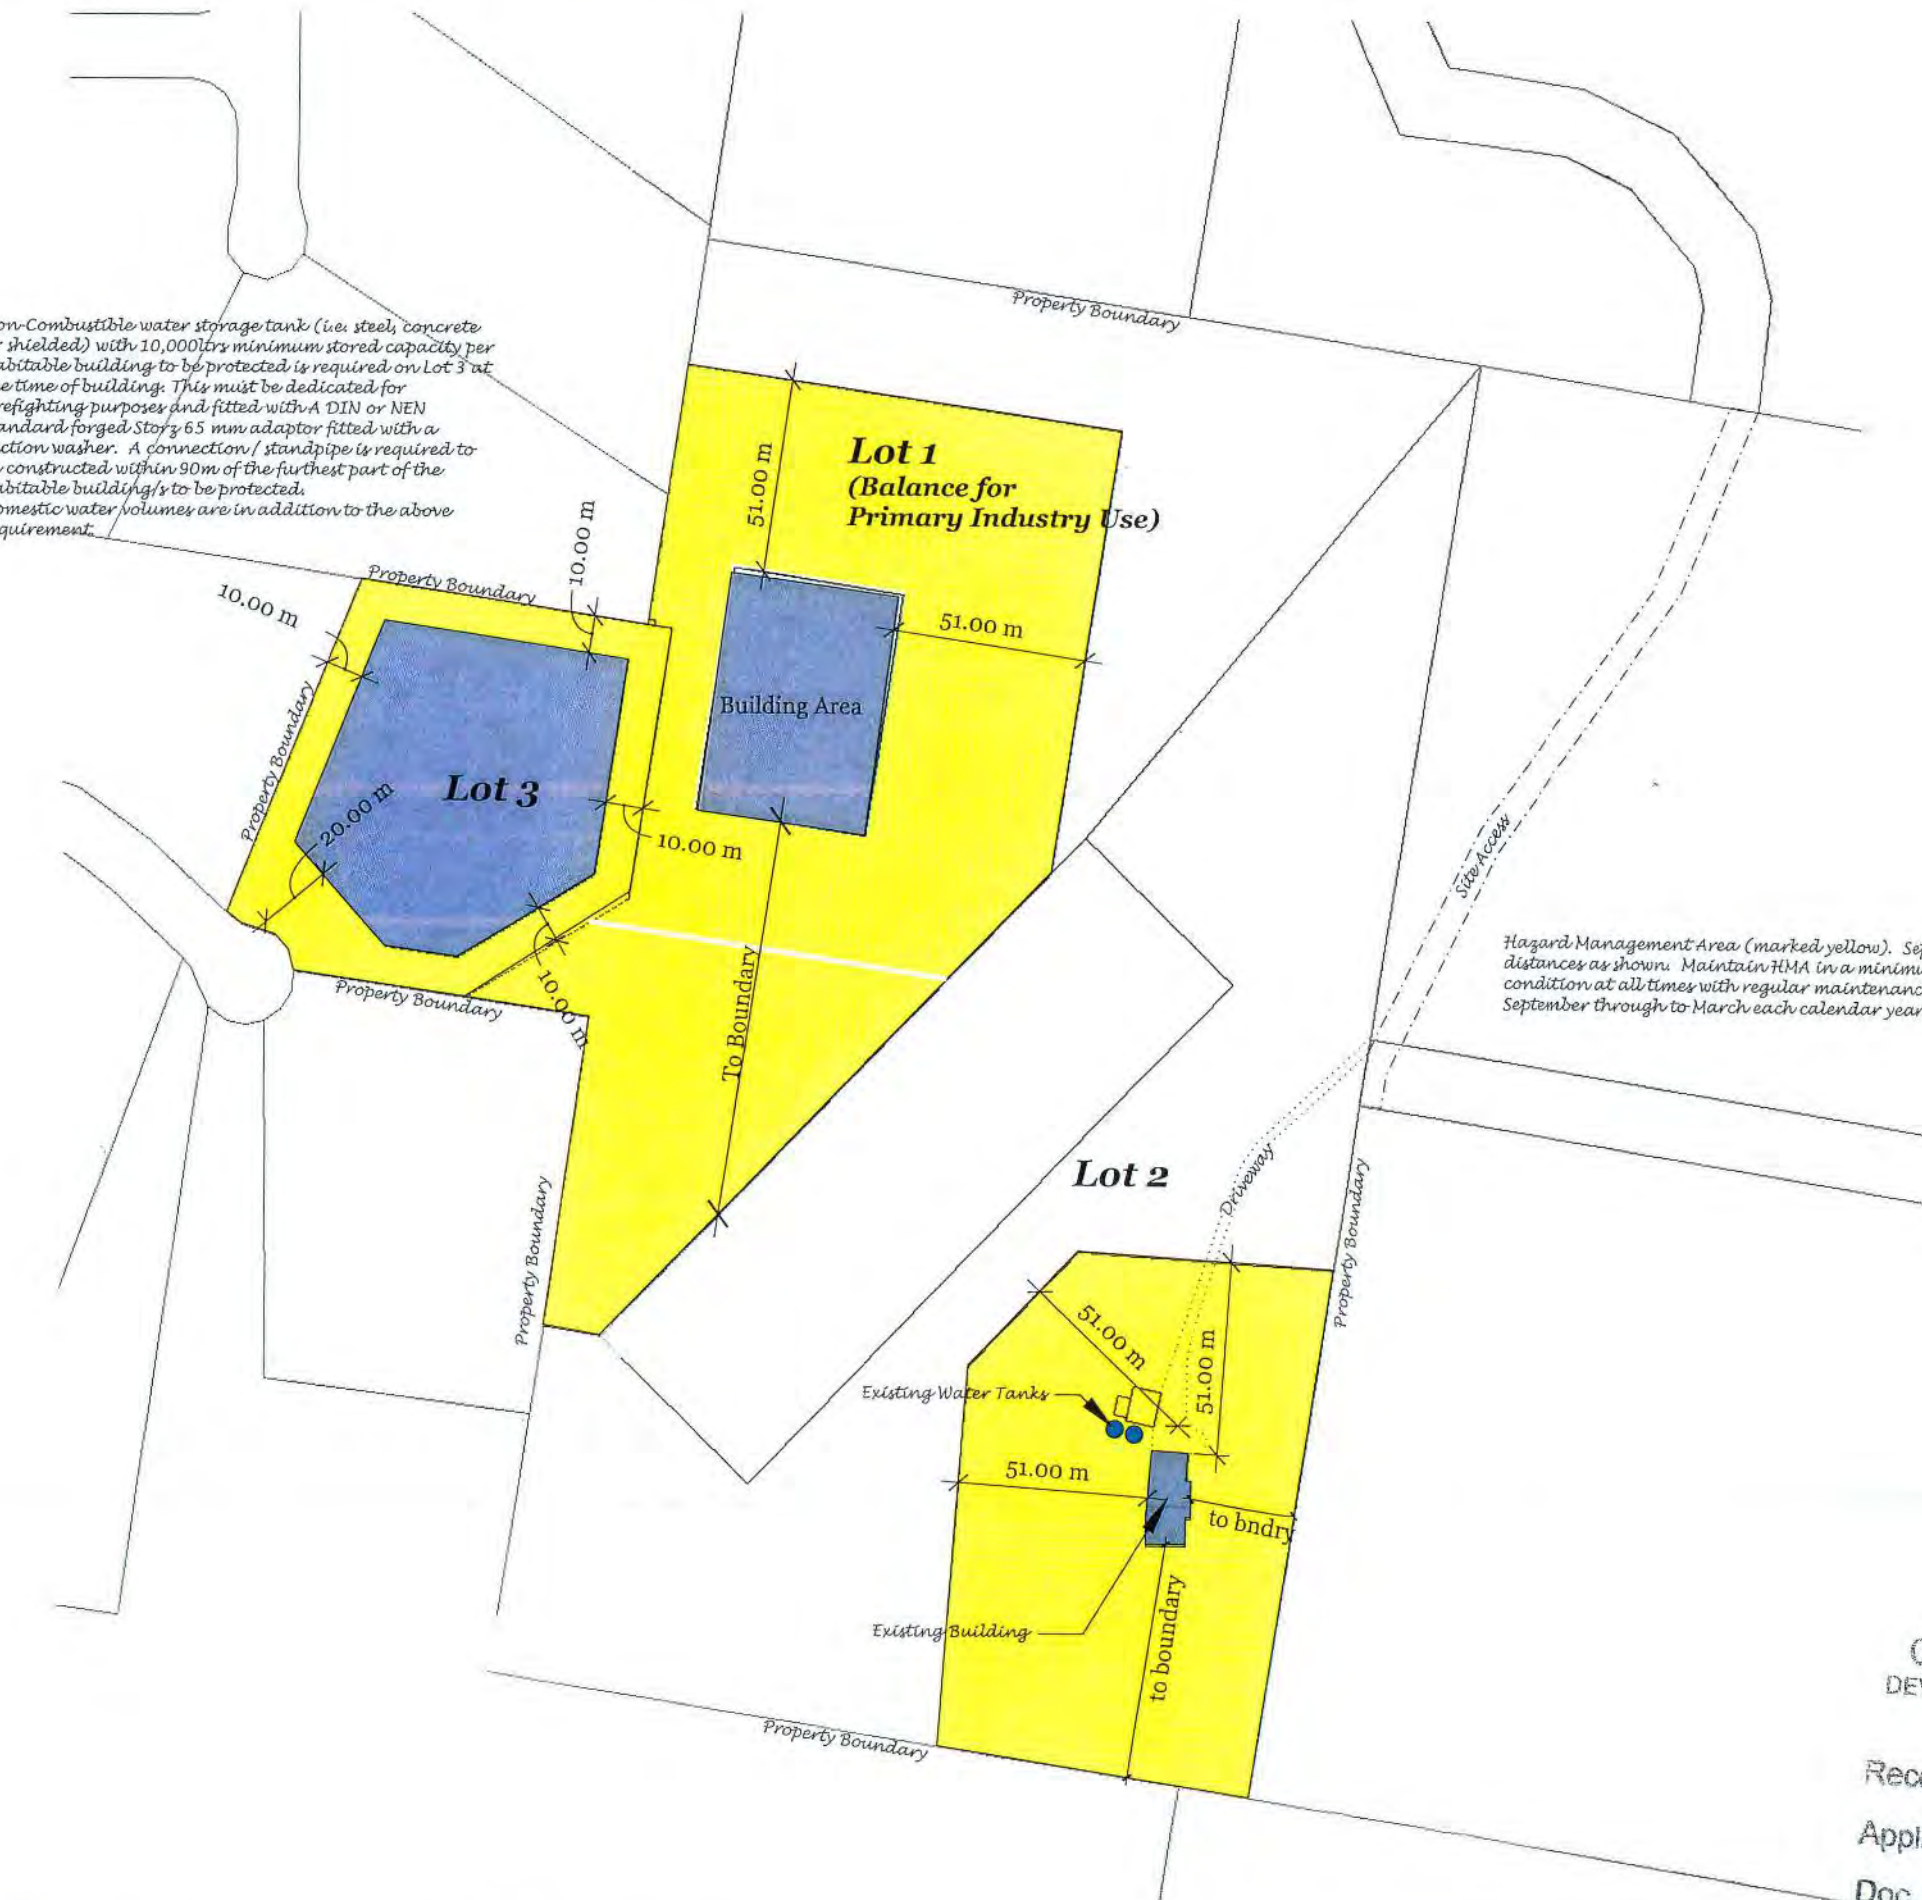 on-Combustible water storage tank (i.e. steel, concrete
r shielded) with 10,000ltrs minimum stored capacity per
abitable building to be protected is required on Lot 3 at
e time of building. This must be dedicated for
refighting purposes and fitted with A DIN or NEN
andard forged Storz 65 mm adaptor fitted with a
ction washer. A connection / standpipe is required to
constructed within 90m of the furthest part of the
abitable building/s to be protected.
omestic water volumes are in addition to the above
quirement.
Property Boundary
Lot 1
(Balance for
Primary Industry Use)
51.00 m
51.00 m
Building Area
To Boundary
Property Boundary
10.00 m
10.00 m
Property Boundary
Lot 3
20.00 m
10.00 m
10.00 m
Property Boundary
Property Boundary
Site Access
Hazard Management Area (marked yellow). Se
distances as shown. Maintain HMA in a minimu
condition at all times with regular maintenanc
September through to March each calendar year
Lot 2
Driveway
Property Boundary
51.00 m
51.00 m
Existing Water Tanks
51.00 m
to bndry
Existing Building
to boundary
Property Boundary
DEV
Rec
Appl
Doc